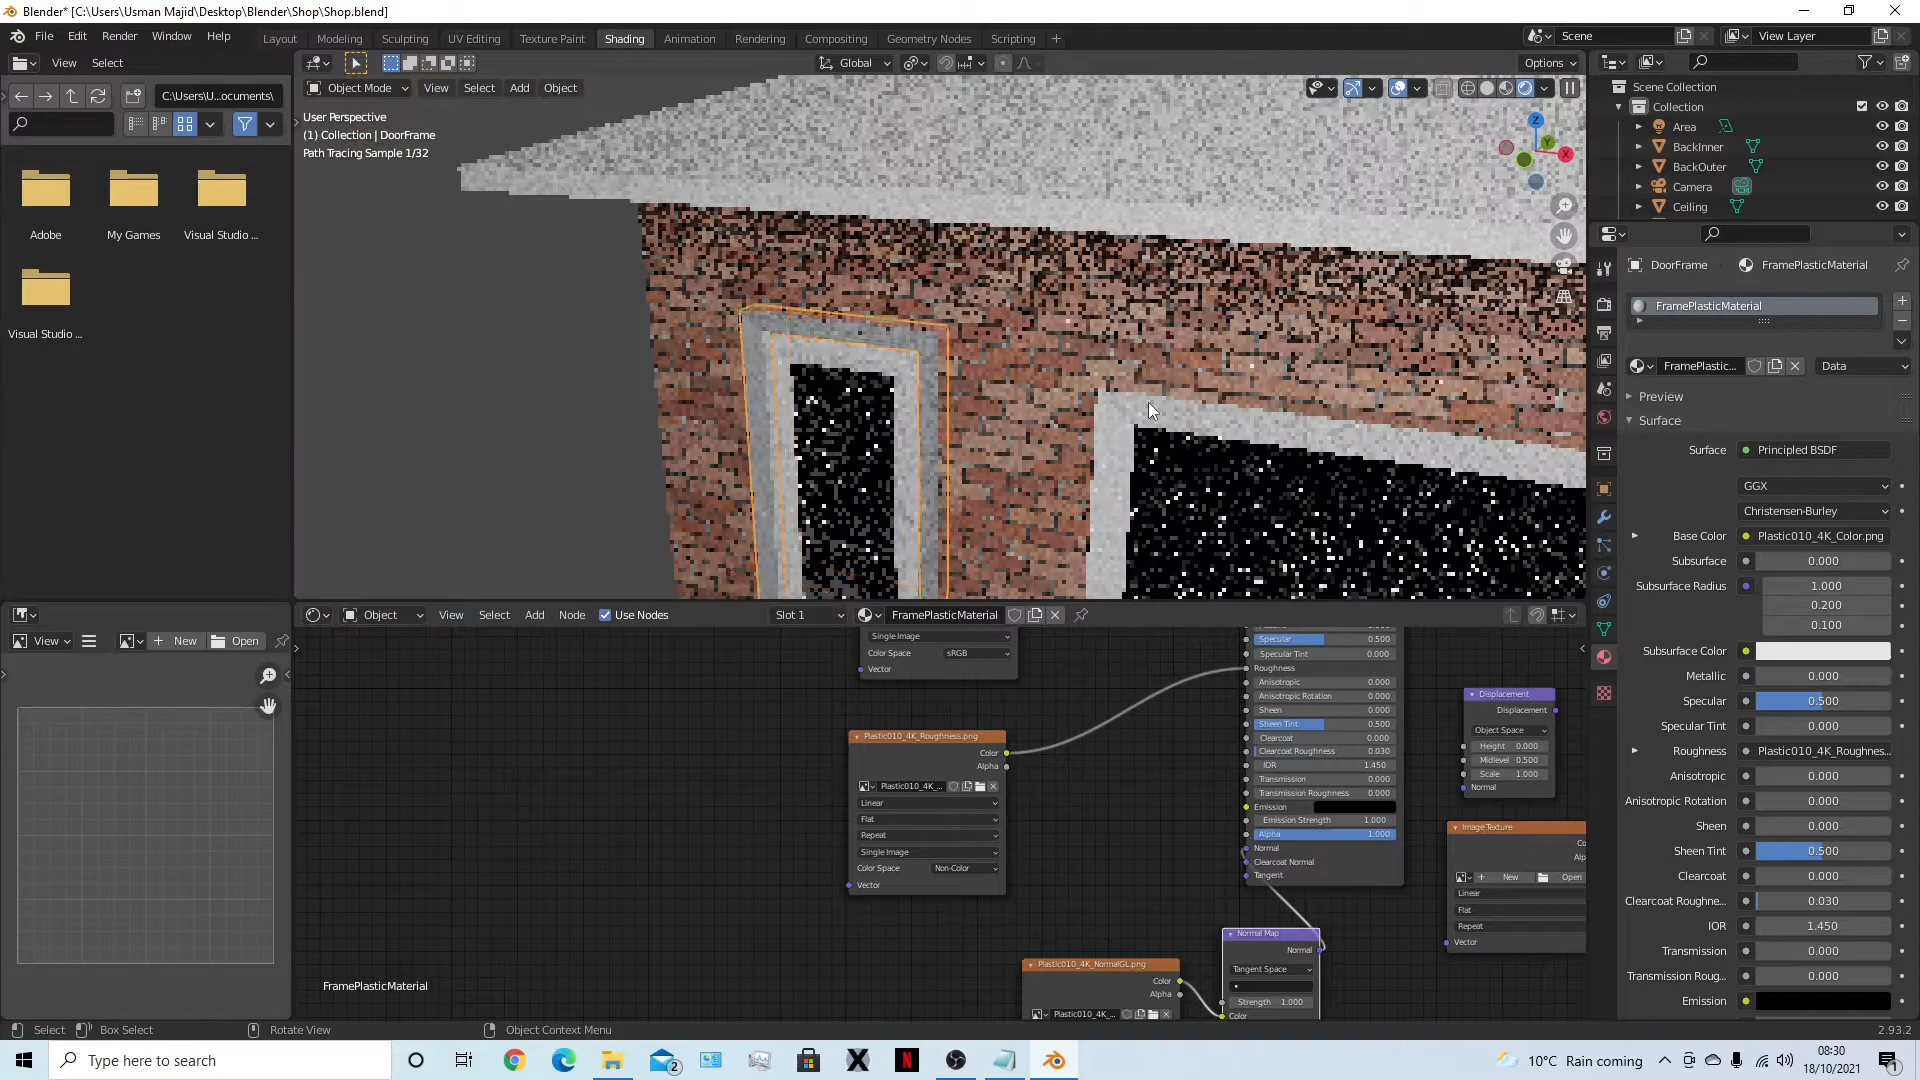 Blender* [C:\Users\Usman Majid\Desktop\Blender\Shop\Shop.blend]
File Edit Render Window Help
Layout Modeling Sculpting UV Editing Texture Paint Shading Animation Rendering Compositing Geometry Nodes Scripting +
Scene
View Layer
View Select
C:\Users\U...ocuments\
Adobe
My Games
Visual Studio ...
Visual Studio ...
Global
Options
Object Mode View Select Add Object
User Perspective
(1) Collection | DoorFrame
Path Tracing Sample 1/32
Z
Y
X
Scene Collection
Collection
Area
BackInner
BackOuter
Camera
Ceiling
DoorFrame FramePlasticMaterial
FramePlasticMaterial
FramePlastic... Data
Preview
Surface
Surface Principled BSDF
GGX
Christensen-Burley
Base Color Plastic010_4K_Color.png
Subsurface 0.000
Subsurface Radius 1.000
0.200
0.100
Subsurface Color
Metallic 0.000
Specular 0.500
Specular Tint 0.000
Roughness Plastic010_4K_Roughnes...
Anisotropic 0.000
Anisotropic Rotation 0.000
Sheen 0.000
Sheen Tint 0.500
Clearcoat 0.000
Clearcoat Roughne... 0.030
IOR 1.450
Transmission 0.000
Transmission Roug... 0.000
Emission
View New Open
Object View Select Add Node Use Nodes Slot 1 FramePlasticMaterial
Single Image
Color Space sRGB
Vector
Plastic010_4K_Roughness.png
Color
Alpha
Plastic010_4K_...
Linear
Flat
Repeat
Single Image
Color Space Non-Color
Vector
Specular 0.500
Specular Tint 0.000
Roughness
Anisotropic 0.000
Anisotropic Rotation 0.000
Sheen 0.000
Sheen Tint 0.500
Clearcoat 0.000
Clearcoat Roughness 0.030
IOR 1.450
Transmission 0.000
Transmission Roughness 0.000
Emission
Emission Strength 1.000
Alpha 1.000
Normal
Clearcoat Normal
Tangent
Displacement
Displacement
Object Space
Height 0.000
Midlevel 0.500
Scale 1.000
Normal
Image Texture
Co
Alp
New Open
Linear
Flat
Repeat
Vector
Normal Map
Normal
Tangent Space
Strength 1.000
Color
Plastic010_4K_NormalGL.png
Color
Alpha
Plastic010_4K_...
FramePlasticMaterial
Select Box Select Rotate View Object Context Menu
2.93.2
Type here to search
2
10°C Rain coming
08:30
18/10/2021
1